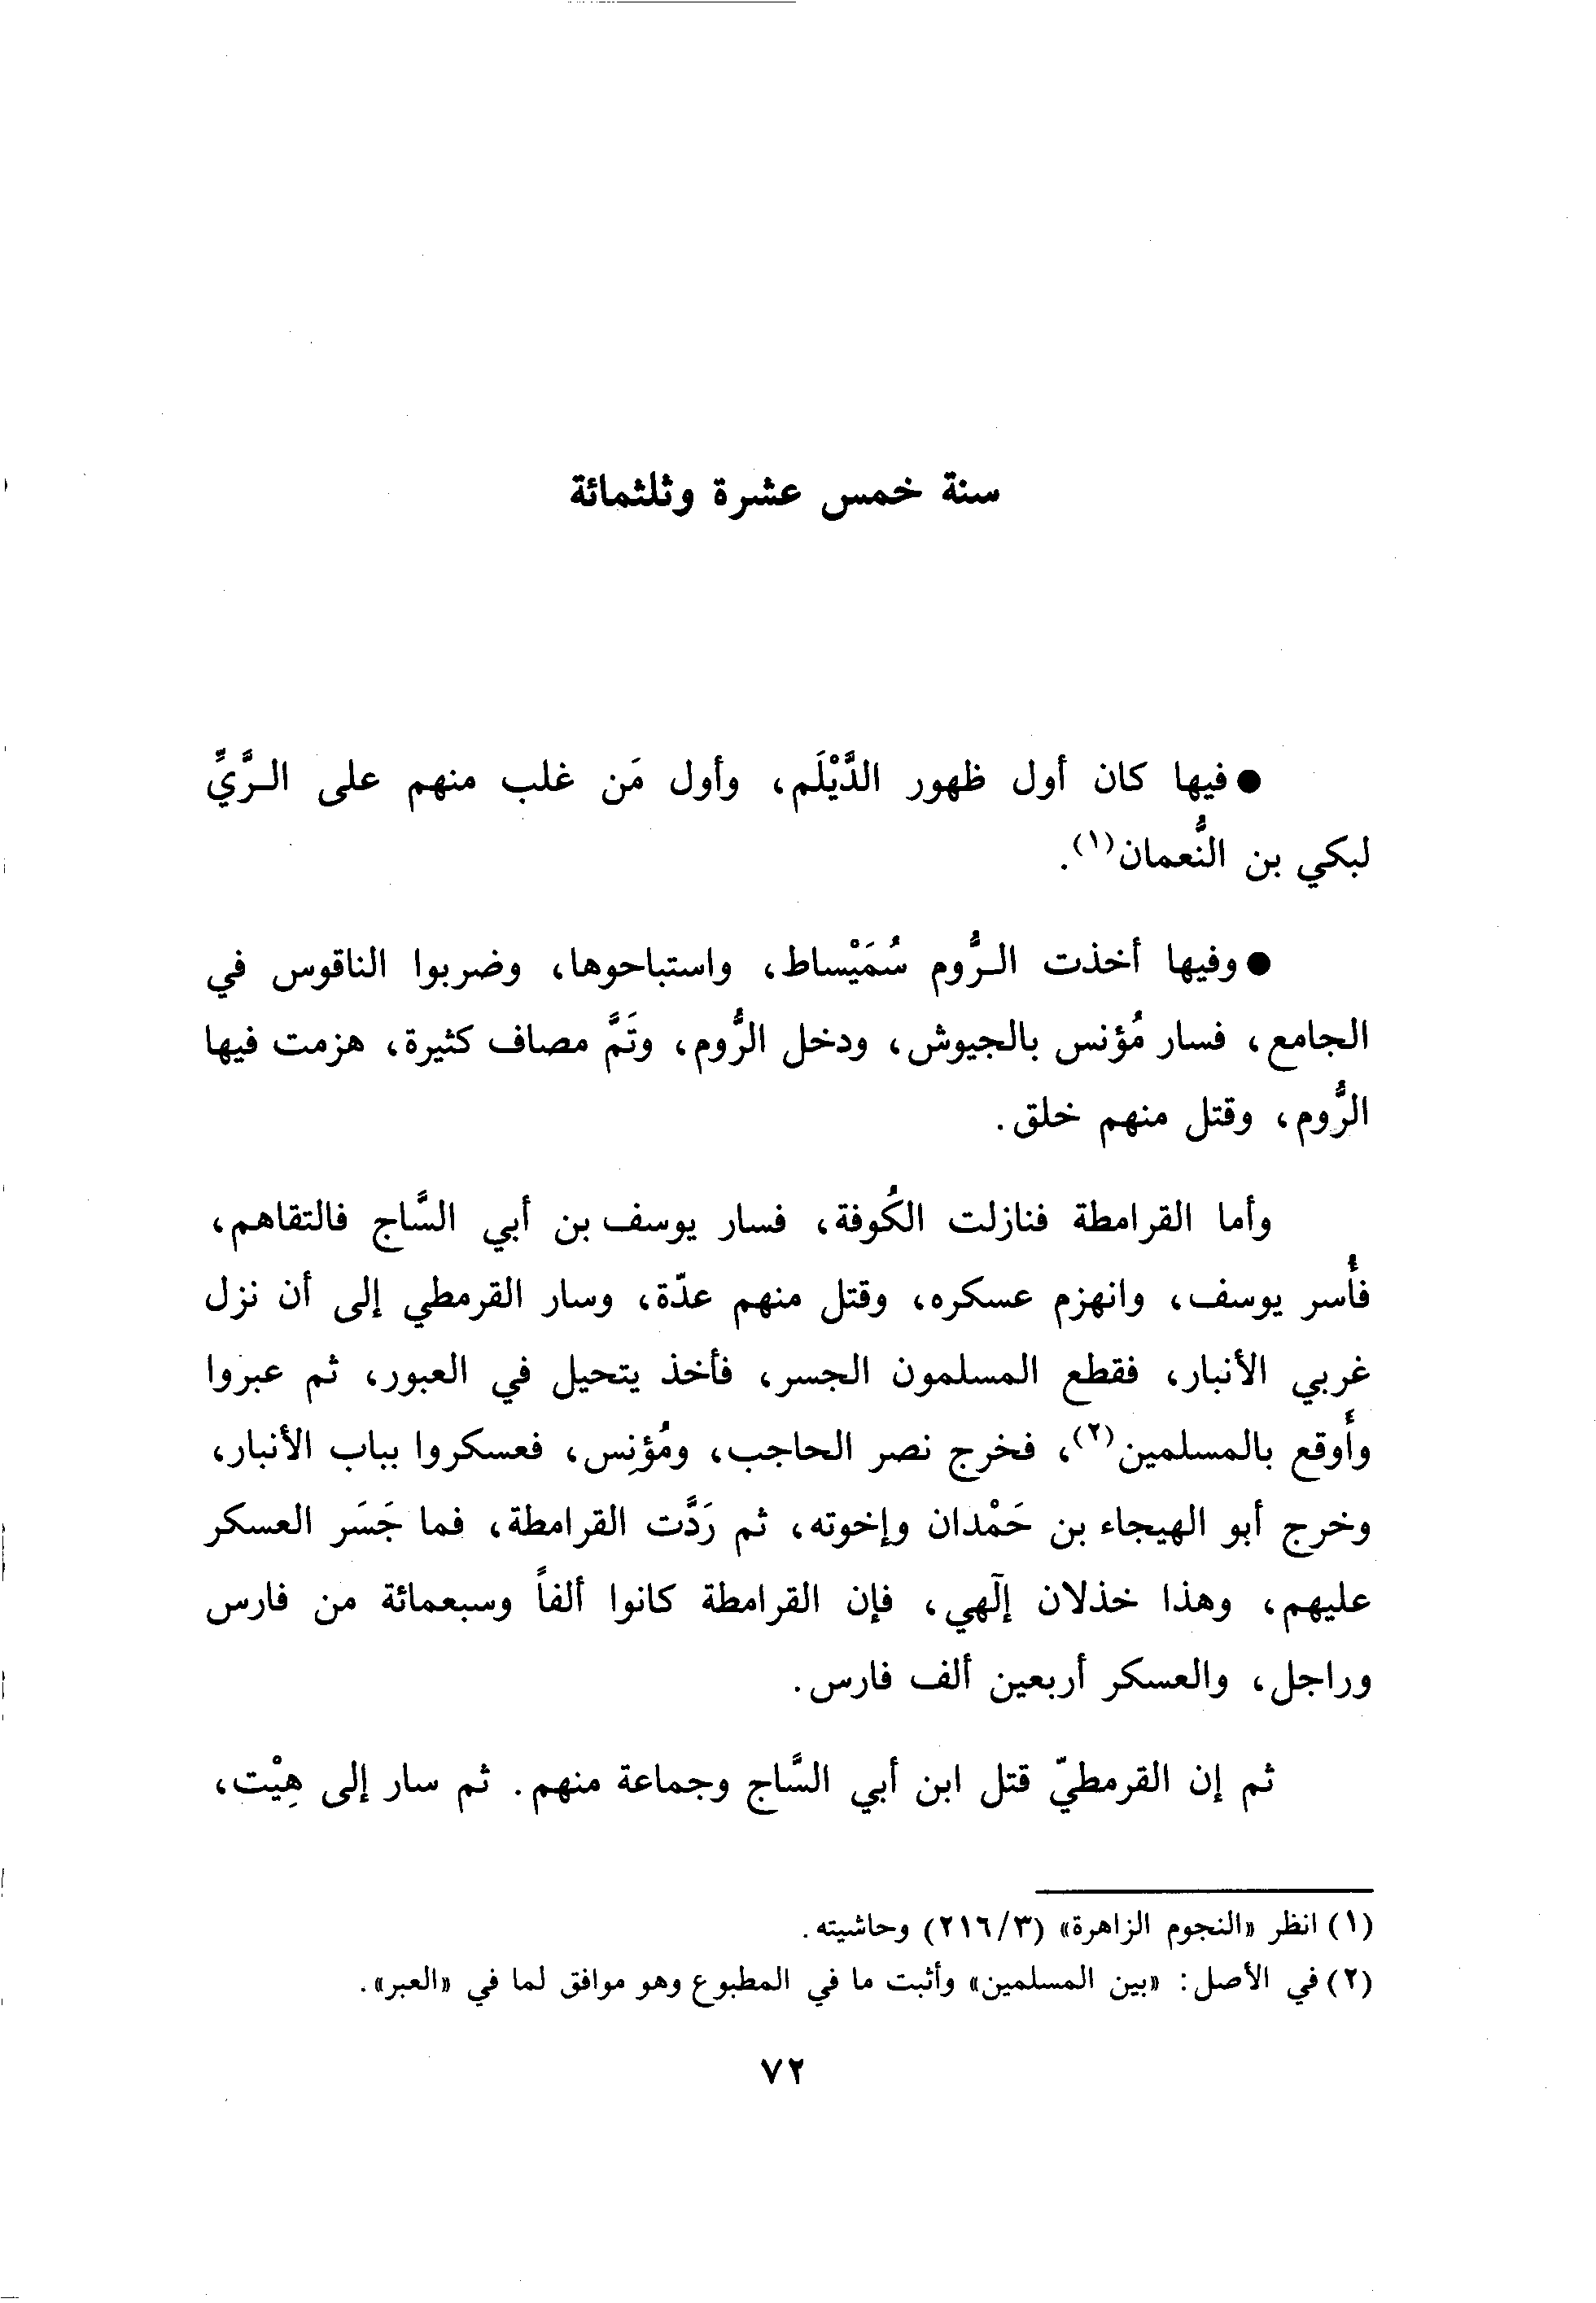 سنة خمس عشرة وثلثمائة
● فيها كان أول ظهور الدَّيْلَم، وأول مَن غلب منهم على الـرَّيِّ
لبكي بن النُّعمان(١).
● وفيها أخذت الـرُّوم سُمَيْساط، واستباحوها، وضربوا الناقوس في
الجامع، فسار مُؤنس بالجيوش، ودخل الرُّوم، وتَمَّ مصاف كثيرة، هزمت فيها
الرُّوم، وقتل منهم خلق.
وأما القرامطة فنازلت الكُوفة، فسار يوسف بن أبي السَّاج فالتقاهم،
فأُسر يوسف، وانهزم عسكره، وقتل منهم عدّة، وسار القرمطي إلى أن نزل
غربي الأنبار، فقطع المسلمون الجسر، فأخذ يتحيل في العبور، ثم عبروا
وأَوقع بالمسلمين(٢)، فخرج نصر الحاجب، ومُؤنِس، فعسكروا بباب الأنبار،
وخرج أبو الهيجاء بن حَمْدان وإخوته، ثم رَدَّت القرامطة، فما جَسَر العسكر
عليهم، وهذا خذلان إلٓهي، فإن القرامطة كانوا ألفاً وسبعمائة من فارس
وراجل، والعسكر أربعين ألف فارس.
ثم إن القرمطيّ قتل ابن أبي السَّاج وجماعة منهم. ثم سار إلى هِيْت،
(١) انظر «النجوم الزاهرة» (٢١٦/٣) وحاشيته.
(٢) في الأصل: «بين المسلمين» وأثبت ما في المطبوع وهو موافق لما في «العبر».
٧٢